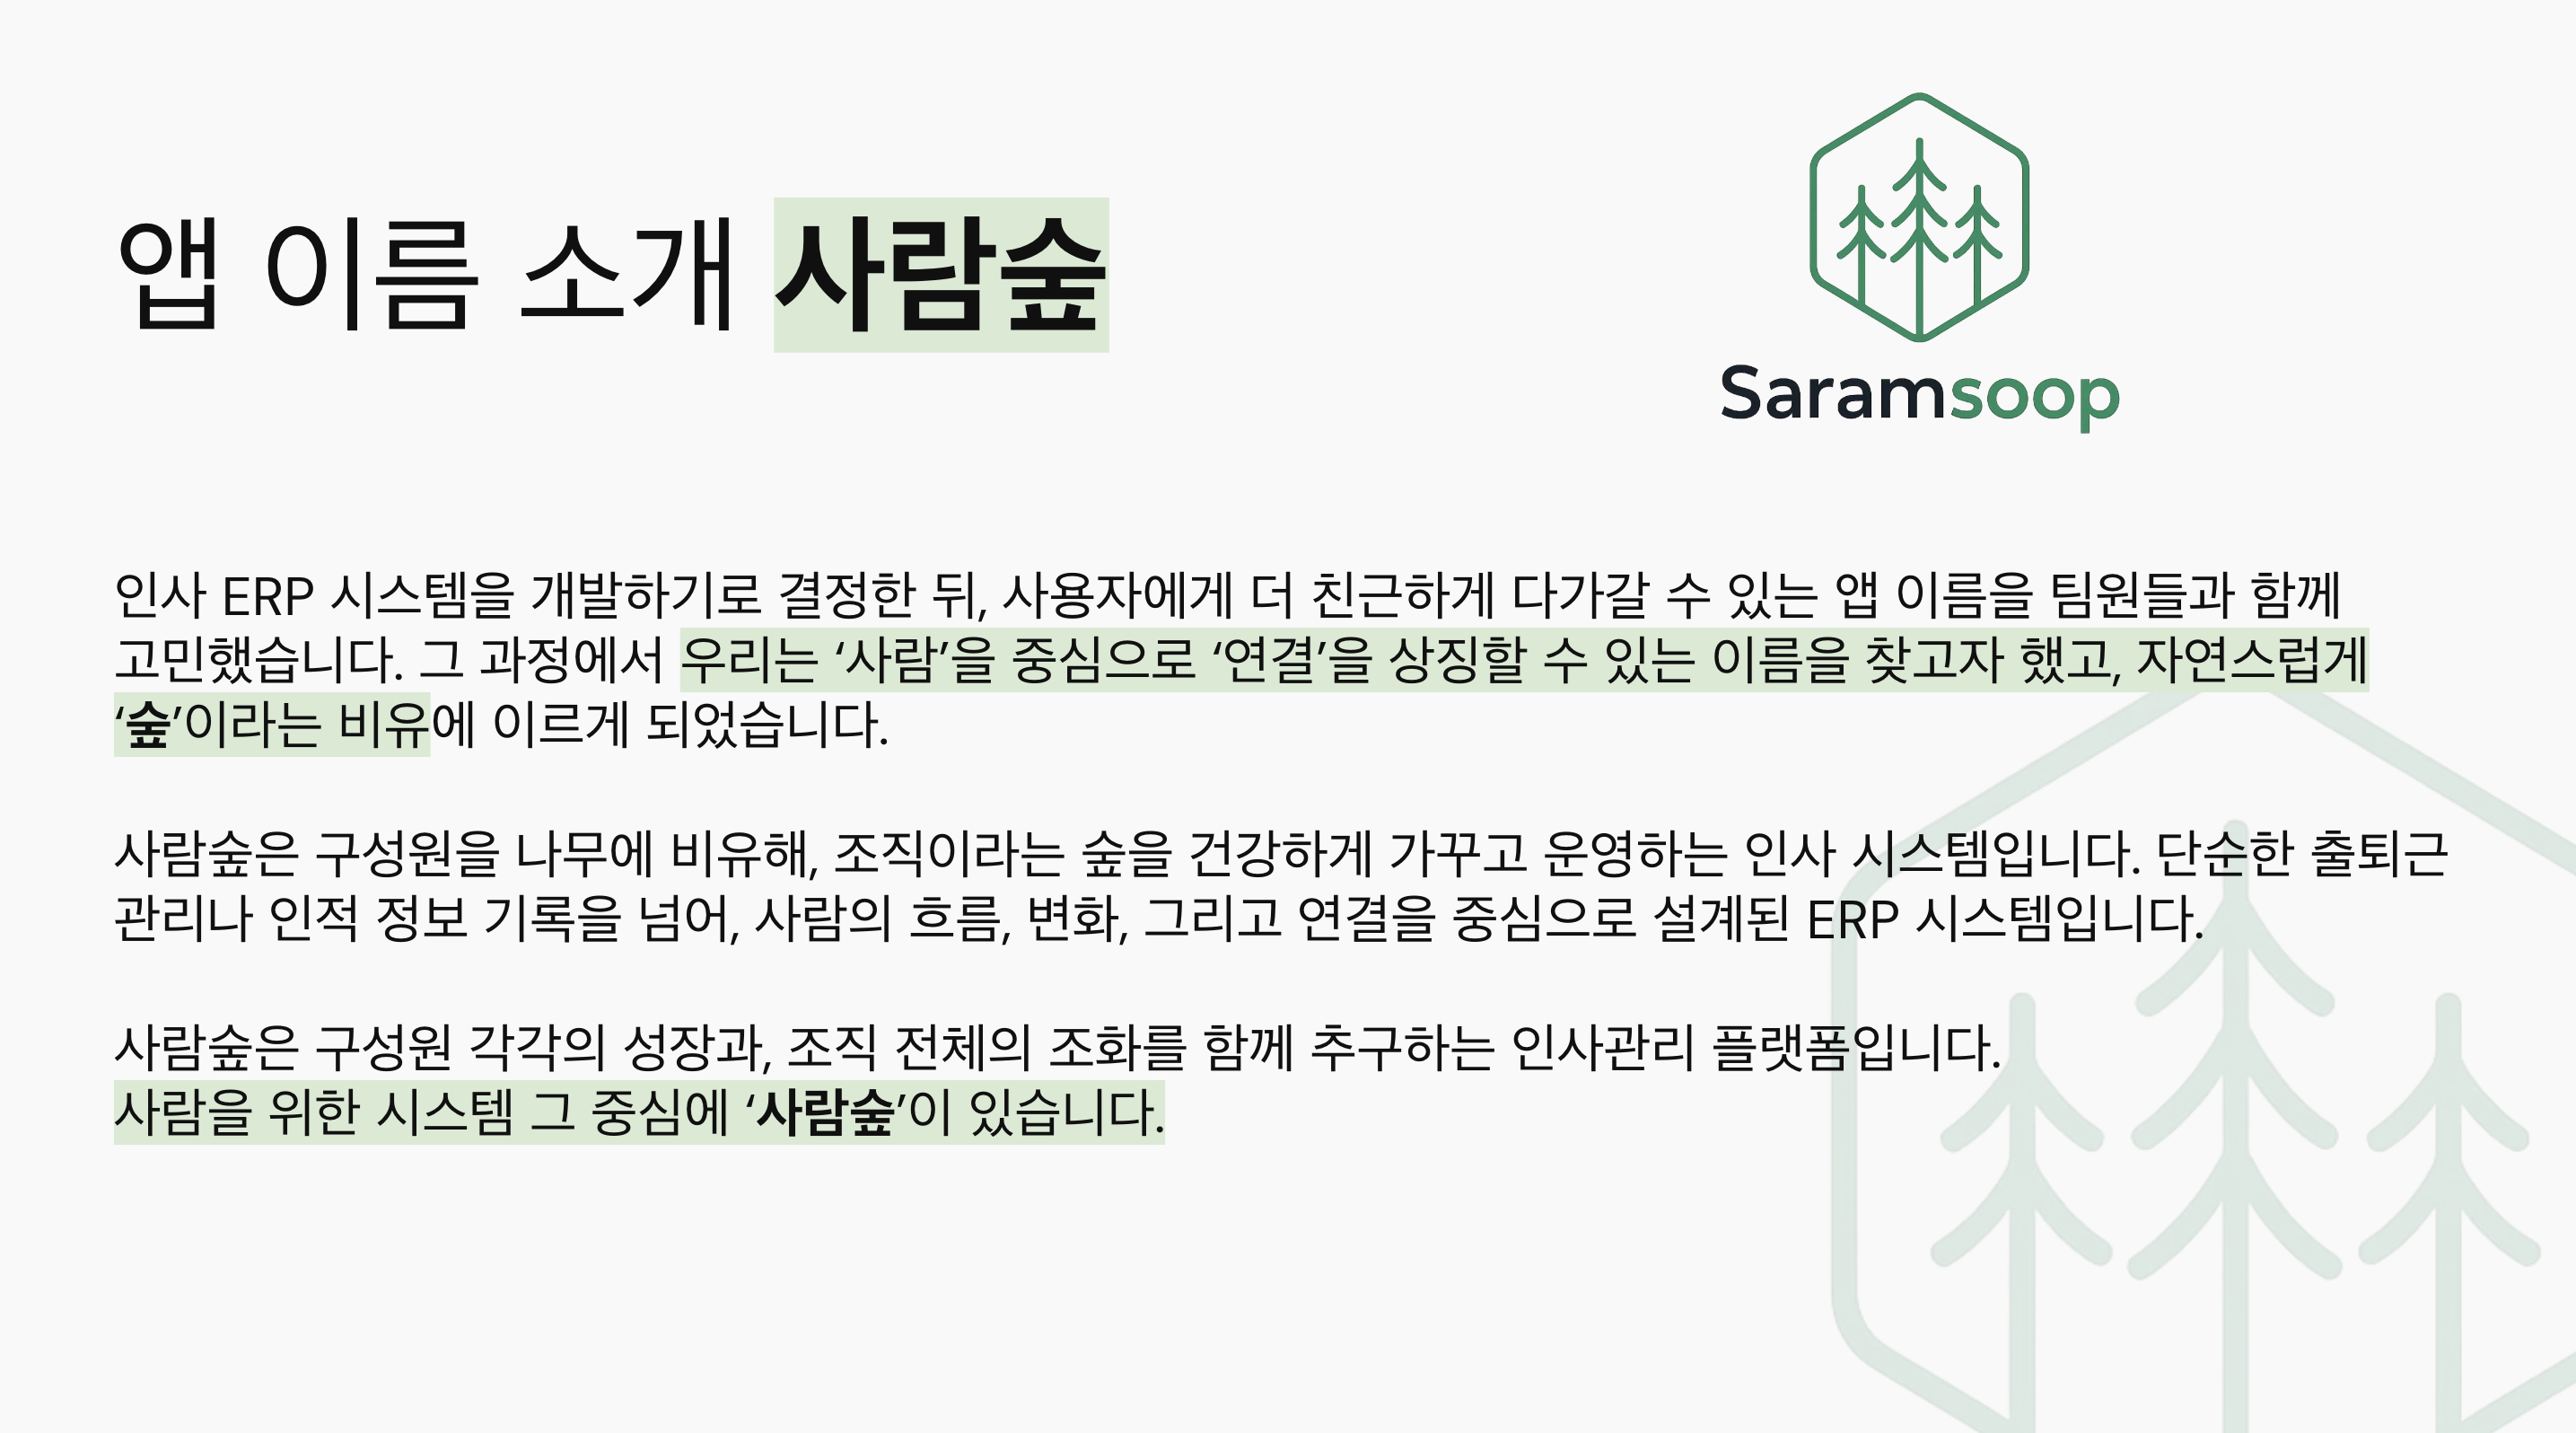 앱 이름 소개 사람숲
Saramsoop
인사 ERP 시스템을 개발하기로 결정한 뒤, 사용자에게 더 친근하게 다가갈 수 있는 앱 이름을 팀원들과 함께
고민했습니다. 그 과정에서 우리는 ‘사람’을 중심으로 ‘연결’을 상징할 수 있는 이름을 찾고자 했고, 자연스럽게
‘숲’이라는 비유에 이르게 되었습니다.
사람숲은 구성원을 나무에 비유해, 조직이라는 숲을 건강하게 가꾸고 운영하는 인사 시스템입니다. 단순한 출퇴근
관리나 인적 정보 기록을 넘어, 사람의 흐름, 변화, 그리고 연결을 중심으로 설계된 ERP 시스템입니다.
사람숲은 구성원 각각의 성장과, 조직 전체의 조화를 함께 추구하는 인사관리 플랫폼입니다.
사람을 위한 시스템 그 중심에 ‘사람숲’이 있습니다.